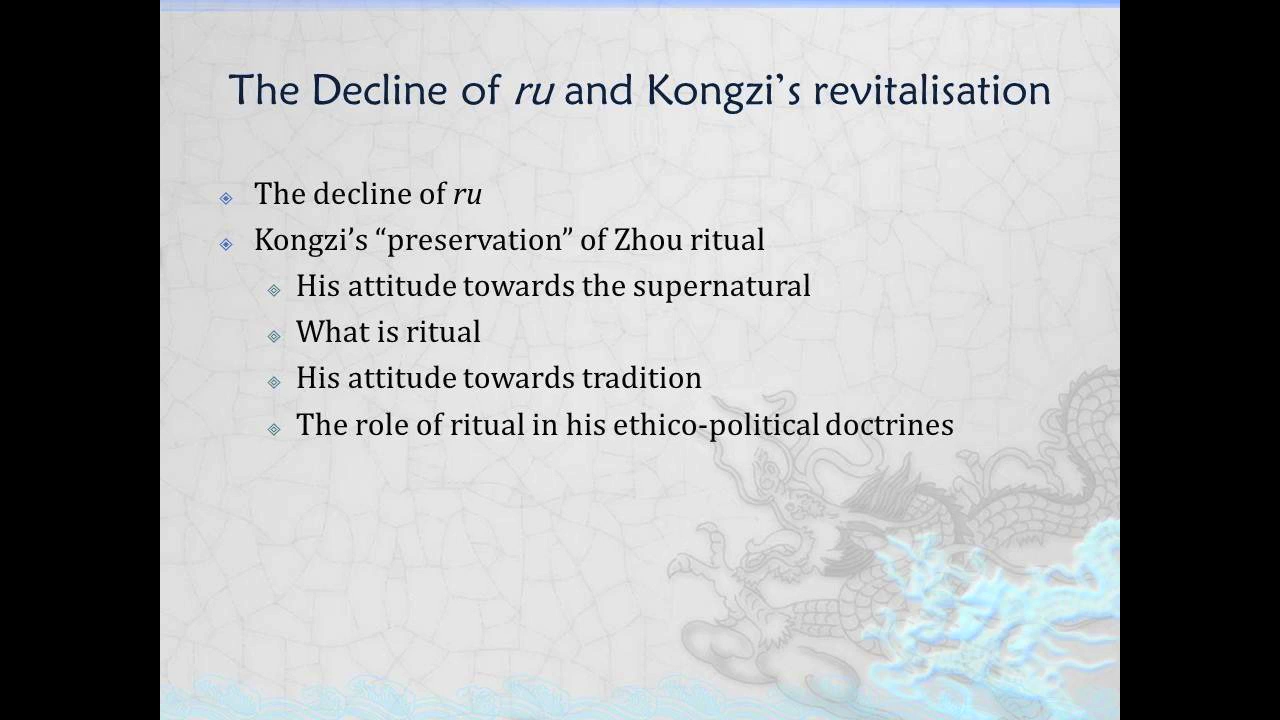 The Decline of ru and Kongzi’s revitalisation
The decline of ru
Kongzi’s “preservation” of Zhou ritual
His attitude towards the supernatural
What is ritual
His attitude towards tradition
The role of ritual in his ethico-political doctrines